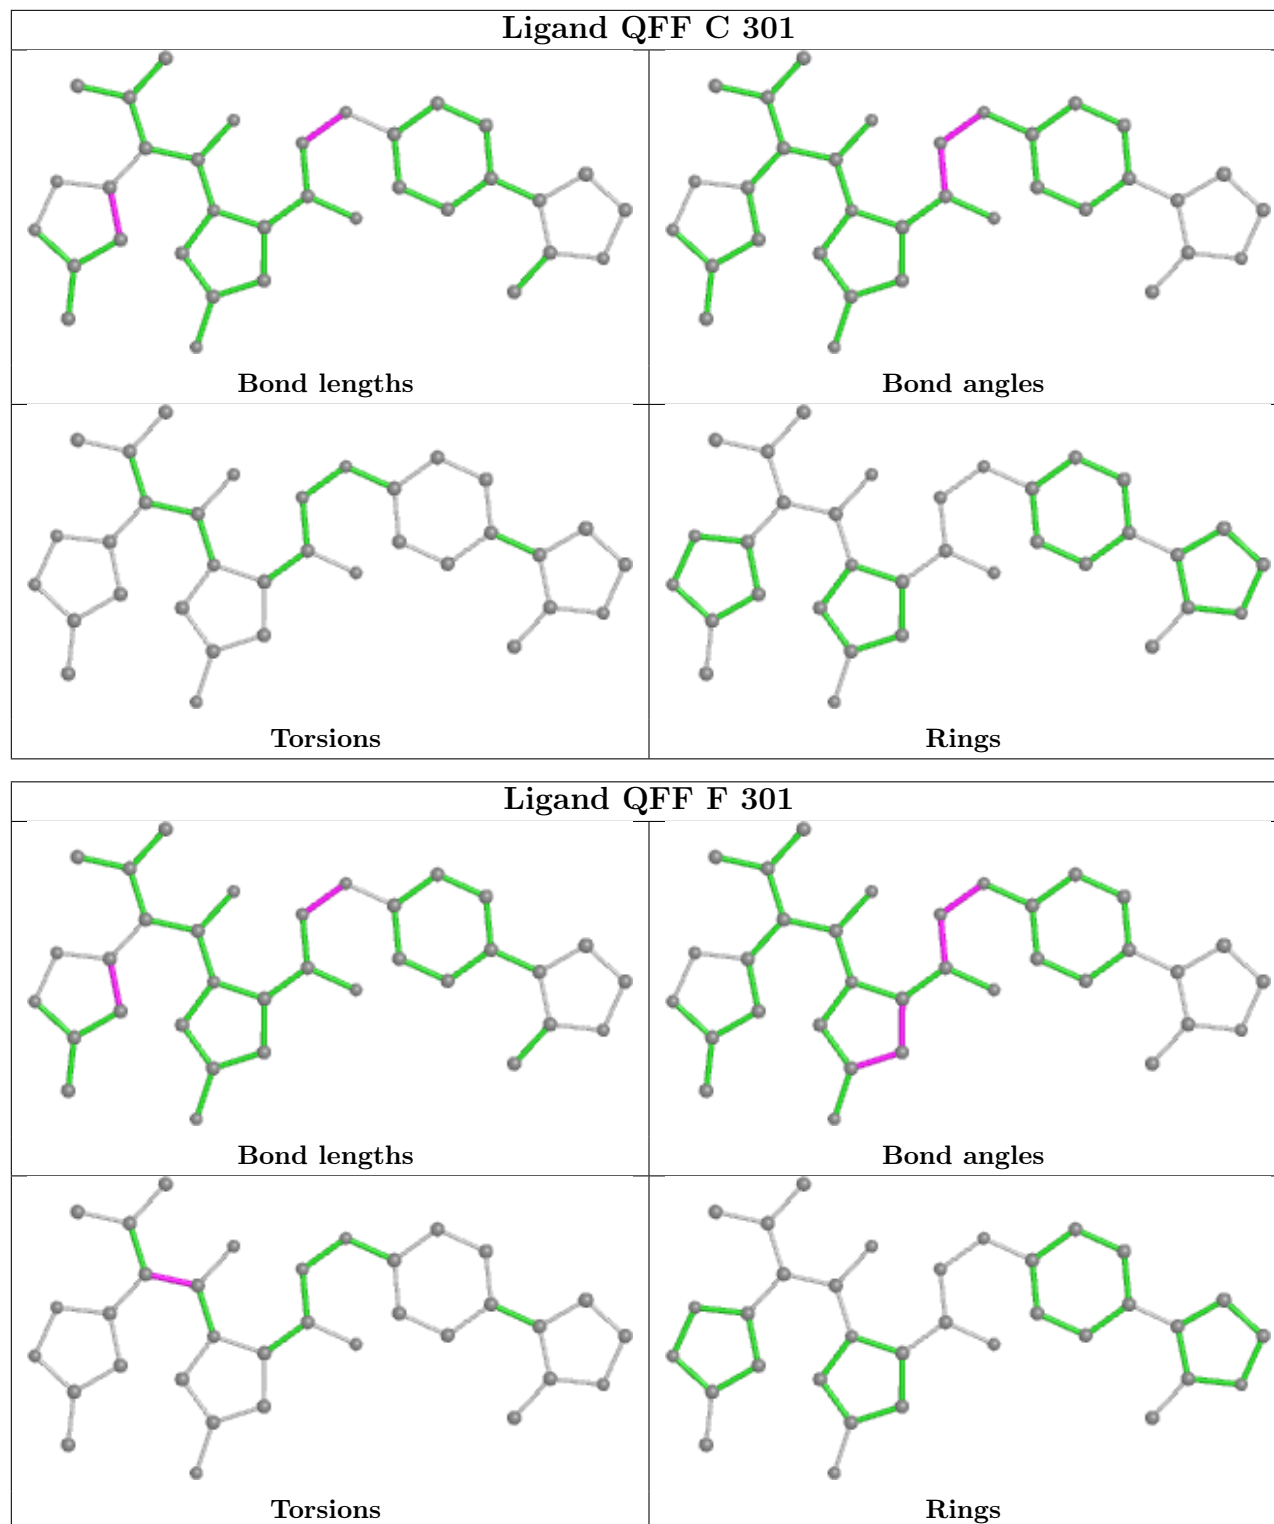 Ligand QFF C 301
Bond lengths
Bond angles
Torsions
Rings
Ligand QFF F 301
Bond lengths
Bond angles
Torsions
Rings